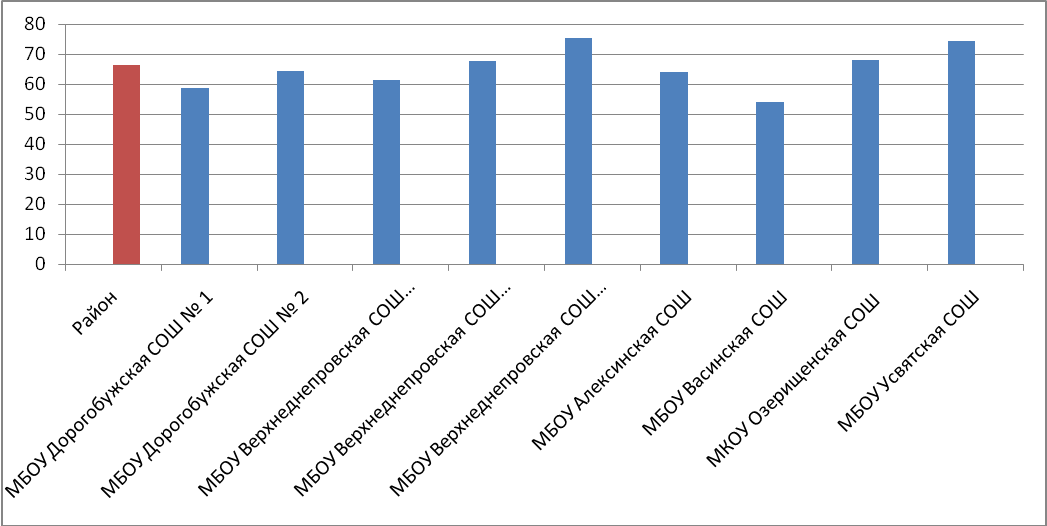 80
70
60
50
40
30
20
10
0
Район
МБОУ Дорогобужская СОШ № 1
МБОУ Дорогобужская СОШ № 2
МБОУ Верхнеднепровская СОШ...
МБОУ Верхнеднепровская СОШ...
МБОУ Верхнеднепровская СОШ...
МБОУ Алексинская СОШ
МБОУ Васинская СОШ
МКОУ Озерищенская СОШ
МБОУ Усвятская СОШ